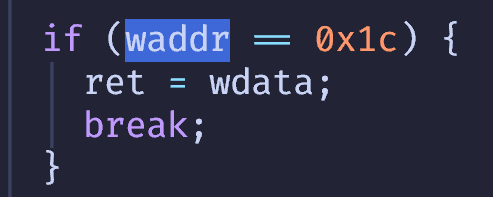 if (waddr == 0x1c) {
ret = wdata;
break;
}